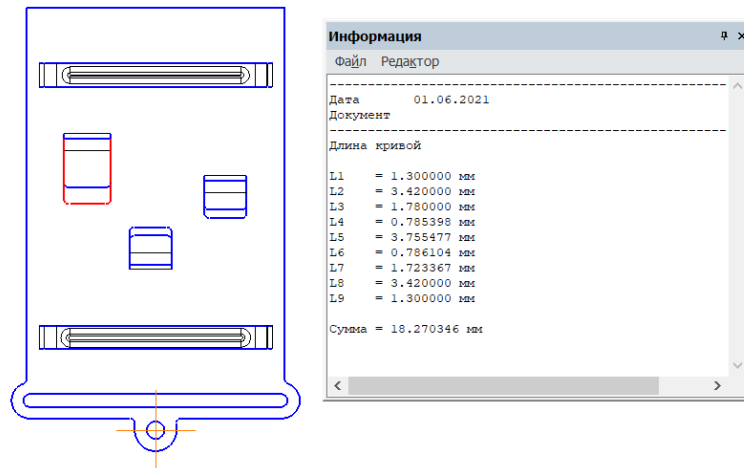 Информация
Файл Редактор
Дата 01.06.2021
Документ
Длина кривой
L1 = 1.300000 мм
L2 = 3.420000 мм
L3 = 1.780000 мм
L4 = 0.785398 мм
L5 = 3.755477 мм
L6 = 0.786104 мм
L7 = 1.723367 мм
L8 = 3.420000 мм
L9 = 1.300000 мм
Сумма = 18.270346 мм